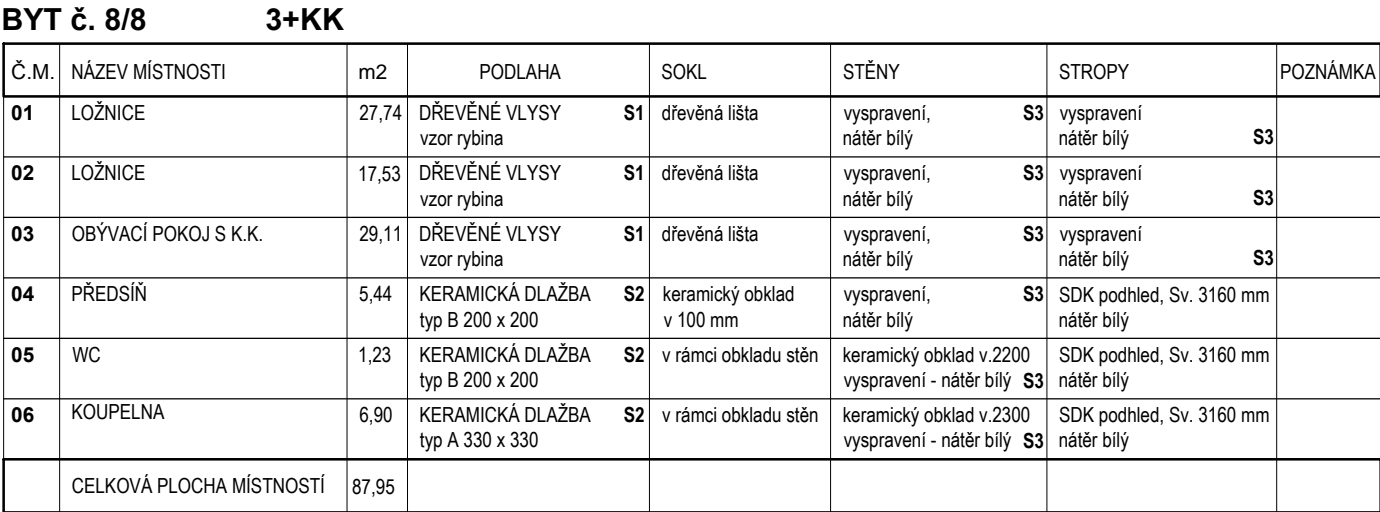 BYT č. 8/8 3+KK
Č.M. NÁZEV MÍSTNOSTI m2 PODLAHA SOKL STĚNY STROPY POZNÁMKA
01 LOŽNICE 27,74 DŘEVĚNÉ VLYSY S1 dřevěná lišta vyspravení, S3 vyspravení
vzor rybina nátěr bílý nátěr bílý S3
02 LOŽNICE 17,53 DŘEVĚNÉ VLYSY S1 dřevěná lišta vyspravení, S3 vyspravení
vzor rybina nátěr bílý nátěr bílý S3
03 OBÝVACÍ POKOJ S K.K. 29,11 DŘEVĚNÉ VLYSY S1 dřevěná lišta vyspravení, S3 vyspravení
vzor rybina nátěr bílý nátěr bílý S3
04 PŘEDSÍŇ 5,44 KERAMICKÁ DLAŽBA S2 keramický obklad vyspravení, S3 SDK podhled, Sv. 3160 mm
typ B 200 x 200 v 100 mm nátěr bílý nátěr bílý
05 WC 1,23 KERAMICKÁ DLAŽBA S2 v rámci obkladu stěn keramický obklad v.2200 SDK podhled, Sv. 3160 mm
typ B 200 x 200 vyspravení - nátěr bílý S3 nátěr bílý
06 KOUPELNA 6,90 KERAMICKÁ DLAŽBA S2 v rámci obkladu stěn keramický obklad v.2300 SDK podhled, Sv. 3160 mm
typ A 330 x 330 vyspravení - nátěr bílý S3 nátěr bílý
CELKOVÁ PLOCHA MÍSTNOSTÍ 87,95